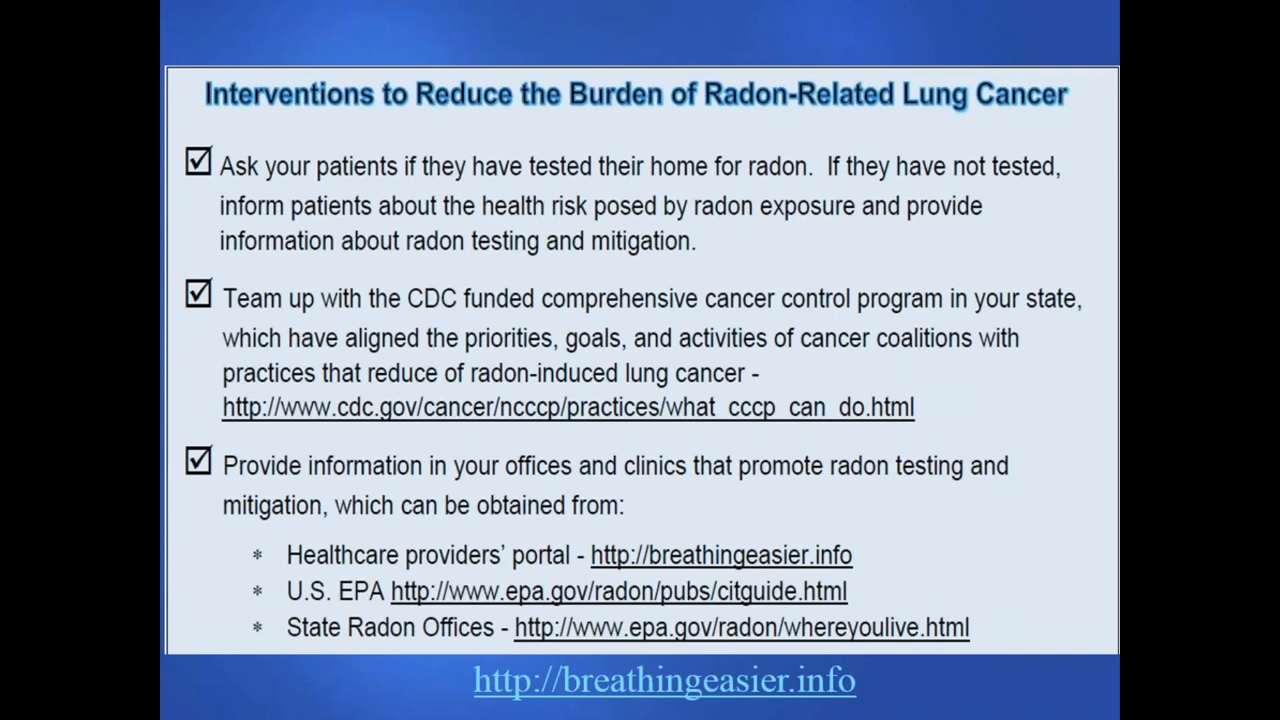 Interventions to Reduce the Burden of Radon-Related Lung Cancer
Ask your patients if they have tested their home for radon.  If they have not tested,
inform patients about the health risk posed by radon exposure and provide
information about radon testing and mitigation.
Team up with the CDC funded comprehensive cancer control program in your state,
which have aligned the priorities, goals, and activities of cancer coalitions with
practices that reduce of radon-induced lung cancer -
http://www.cdc.gov/cancer/ncccp/practices/what_cccp_can_do.html
Provide information in your offices and clinics that promote radon testing and
mitigation, which can be obtained from:
* Healthcare providers’ portal - http://breathingeasier.info
* U.S. EPA http://www.epa.gov/radon/pubs/citguide.html
* State Radon Offices - http://www.epa.gov/radon/whereyoulive.html
http://breathingeasier.info